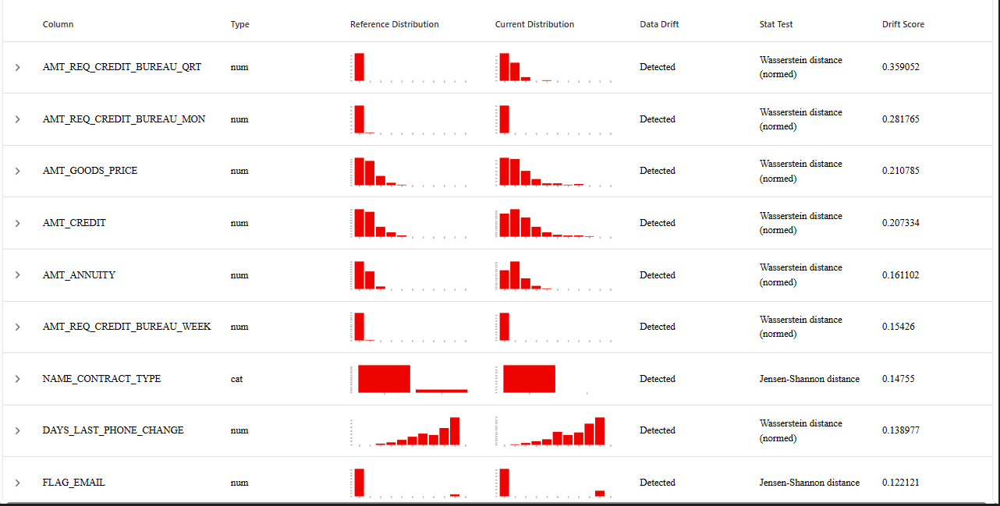 Column Type Reference Distribution Current Distribution Data Drift Stat Test Drift Score
AMT_REQ_CREDIT_BUREAU_QRT num Detected Wasserstein distance (normed) 0.359052
AMT_REQ_CREDIT_BUREAU_MON num Detected Wasserstein distance (normed) 0.281765
AMT_GOODS_PRICE num Detected Wasserstein distance (normed) 0.210785
AMT_CREDIT num Detected Wasserstein distance (normed) 0.207334
AMT_ANNUITY num Detected Wasserstein distance (normed) 0.161102
AMT_REQ_CREDIT_BUREAU_WEEK num Detected Wasserstein distance (normed) 0.15426
NAME_CONTRACT_TYPE cat Detected Jensen-Shannon distance 0.14755
DAYS_LAST_PHONE_CHANGE num Detected Wasserstein distance (normed) 0.138977
FLAG_EMAIL num Detected Jensen-Shannon distance 0.122121